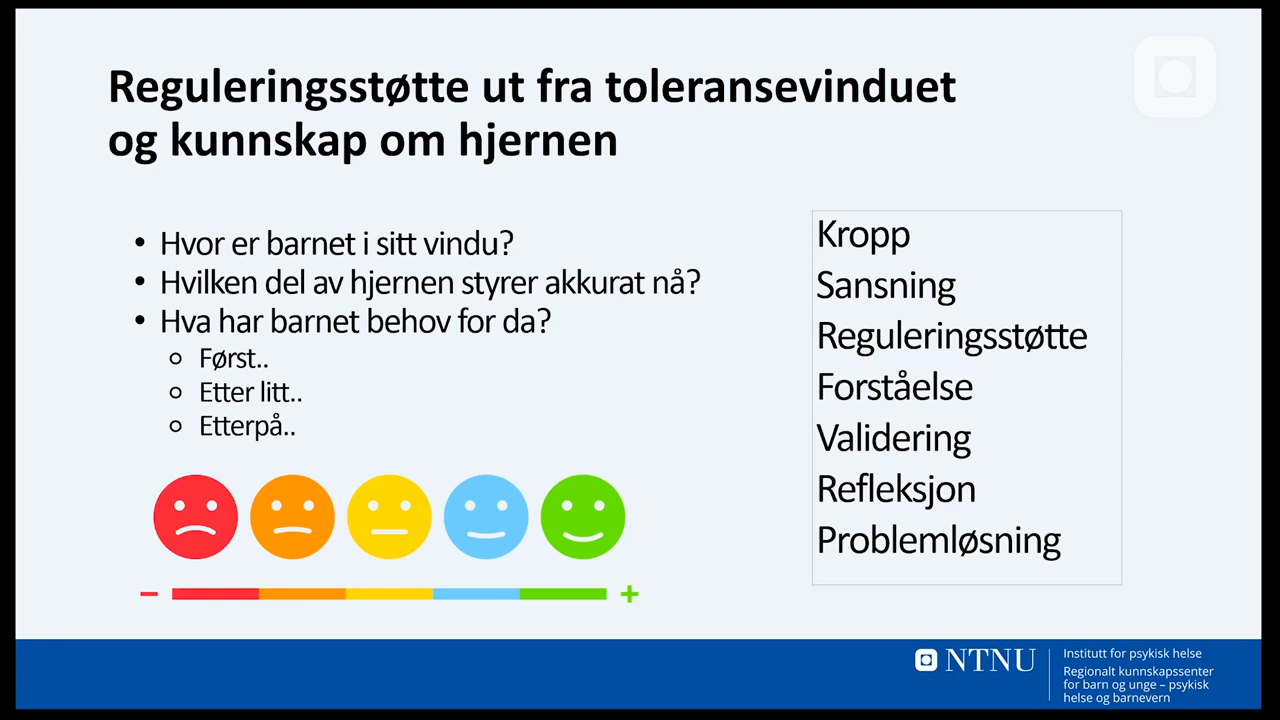 Reguleringsstøtte ut fra toleransevinduet
og kunnskap om hjernen
• Hvor er barnet i sitt vindu?
• Hvilken del av hjernen styrer akkurat nå?
• Hva har barnet behov for da?
o Først..
o Etter litt..
o Etterpå..
− +
Kropp
Sansning
Reguleringsstøtte
Forståelse
Validering
Refleksjon
Problemløsning
NTNU
Institutt for psykisk helse
Regionalt kunnskapssenter
for barn og unge – psykisk
helse og barnevern